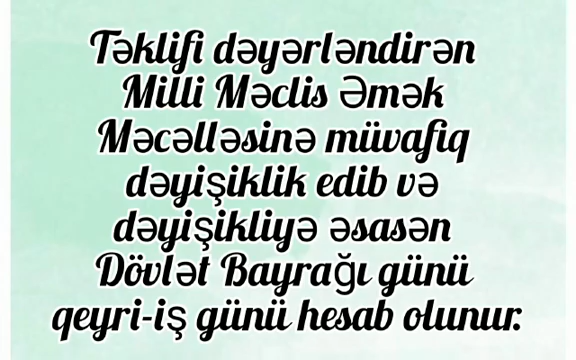 Təklifi dəyərləndirən
Milli Məclis Əmək
Məcəlləsinə müvafiq
dəyişiklik edib və
dəyişikliyə əsasən
Dövlət Bayrağı günü
qeyri-iş günü hesab olunur.